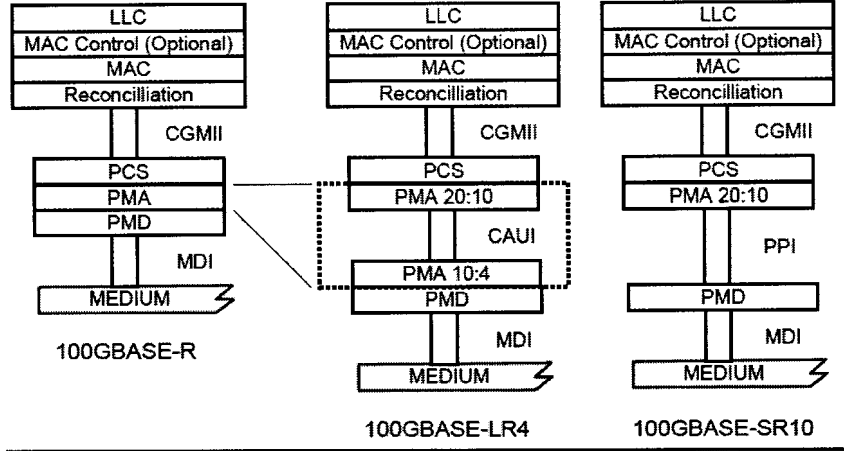 LLC
MAC Control (Optional)
MAC
Reconcilliation
CGMII
PCS
PMA
PMD
MDI
MEDIUM
100GBASE-R
LLC
MAC Control (Optional)
MAC
Reconcilliation
CGMII
PCS
PMA 20:10
CAUI
PMA 10:4
PMD
MDI
MEDIUM
100GBASE-LR4
LLC
MAC Control (Optional)
MAC
Reconcilliation
CGMII
PCS
PMA 20:10
PPI
PMD
MDI
MEDIUM
100GBASE-SR10